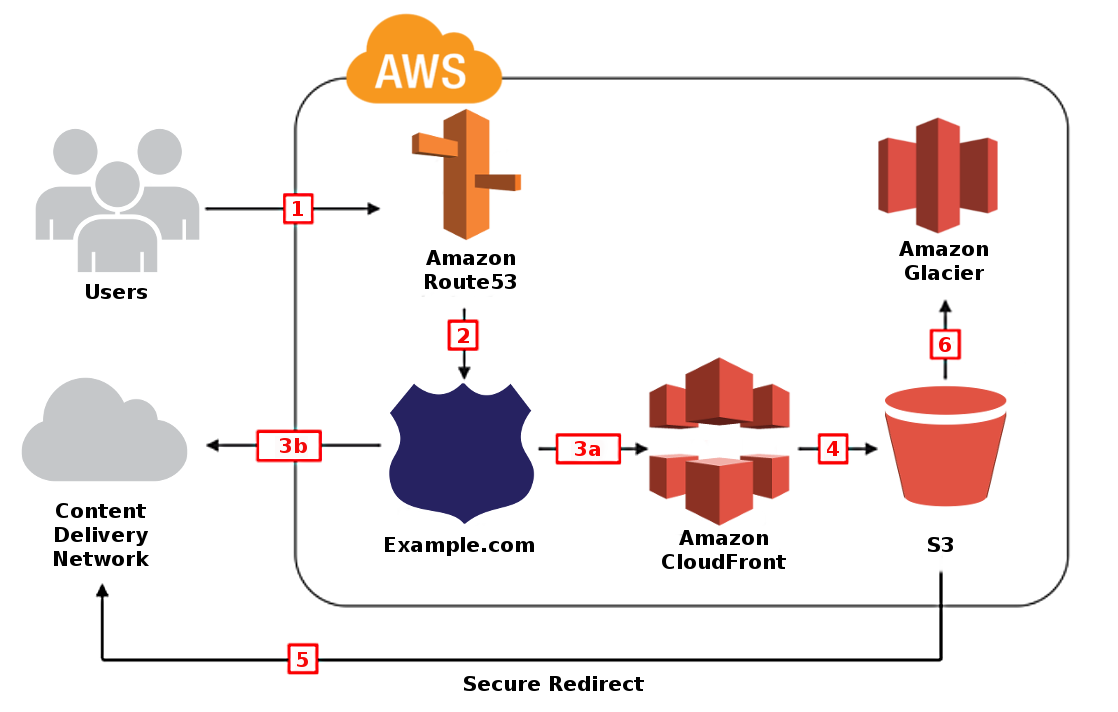 AWS
1
Amazon
Route53
Amazon
Glacier
Users
2
6
3b
3a
4
Content
Delivery
Network
Example.com
Amazon
CloudFront
S3
5
Secure Redirect